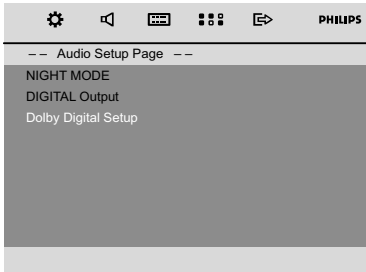 PHILIPS
-- Audio Setup Page --
NIGHT MODE
DIGITAL Output
Dolby Digital Setup